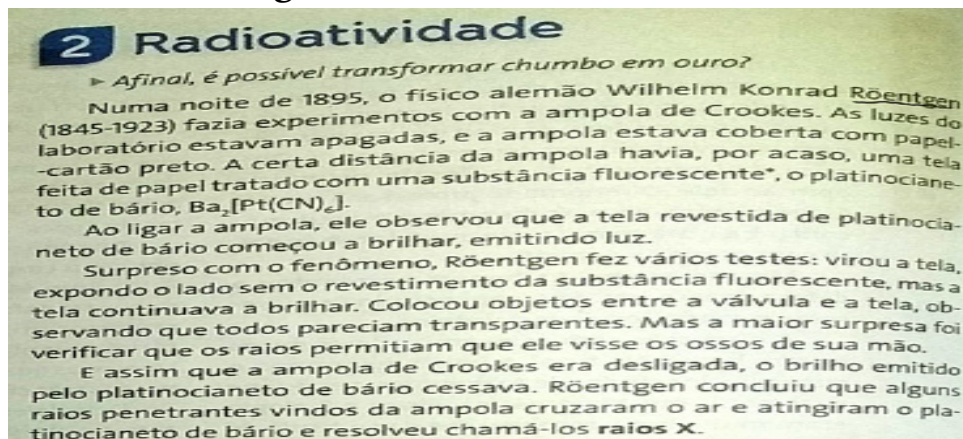 2 Radioatividade
▸ Afinal, é possível transformar chumbo em ouro?
Numa noite de 1895, o físico alemão Wilhelm Konrad Röentgen
(1845-1923) fazia experimentos com a ampola de Crookes. As luzes do
laboratório estavam apagadas, e a ampola estava coberta com papel-
-cartão preto. A certa distância da ampola havia, por acaso, uma tela
feita de papel tratado com uma substância fluorescente*, o platinociane-
to de bário, Ba₂[Pt(CN)₆].
Ao ligar a ampola, ele observou que a tela revestida de platinocia-
neto de bário começou a brilhar, emitindo luz.
Surpreso com o fenômeno, Röentgen fez vários testes: virou a tela,
expondo o lado sem o revestimento da substância fluorescente, mas a
tela continuava a brilhar. Colocou objetos entre a válvula e a tela, ob-
servando que todos pareciam transparentes. Mas a maior surpresa foi
verificar que os raios permitiam que ele visse os ossos de sua mão.
E assim que a ampola de Crookes era desligada, o brilho emitido
pelo platinocianeto de bário cessava. Röentgen concluiu que alguns
raios penetrantes vindos da ampola cruzaram o ar e atingiram o pla-
tinocianeto de bário e resolveu chamá-los raios X.